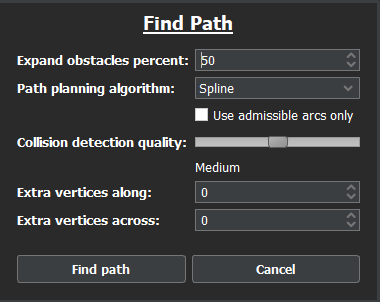 Find Path
Expand obstacles percent: 50
Path planning algorithm: Spline
Use admissible arcs only
Collision detection quality:
Medium
Extra vertices along: 0
Extra vertices across: 0
Find path Cancel